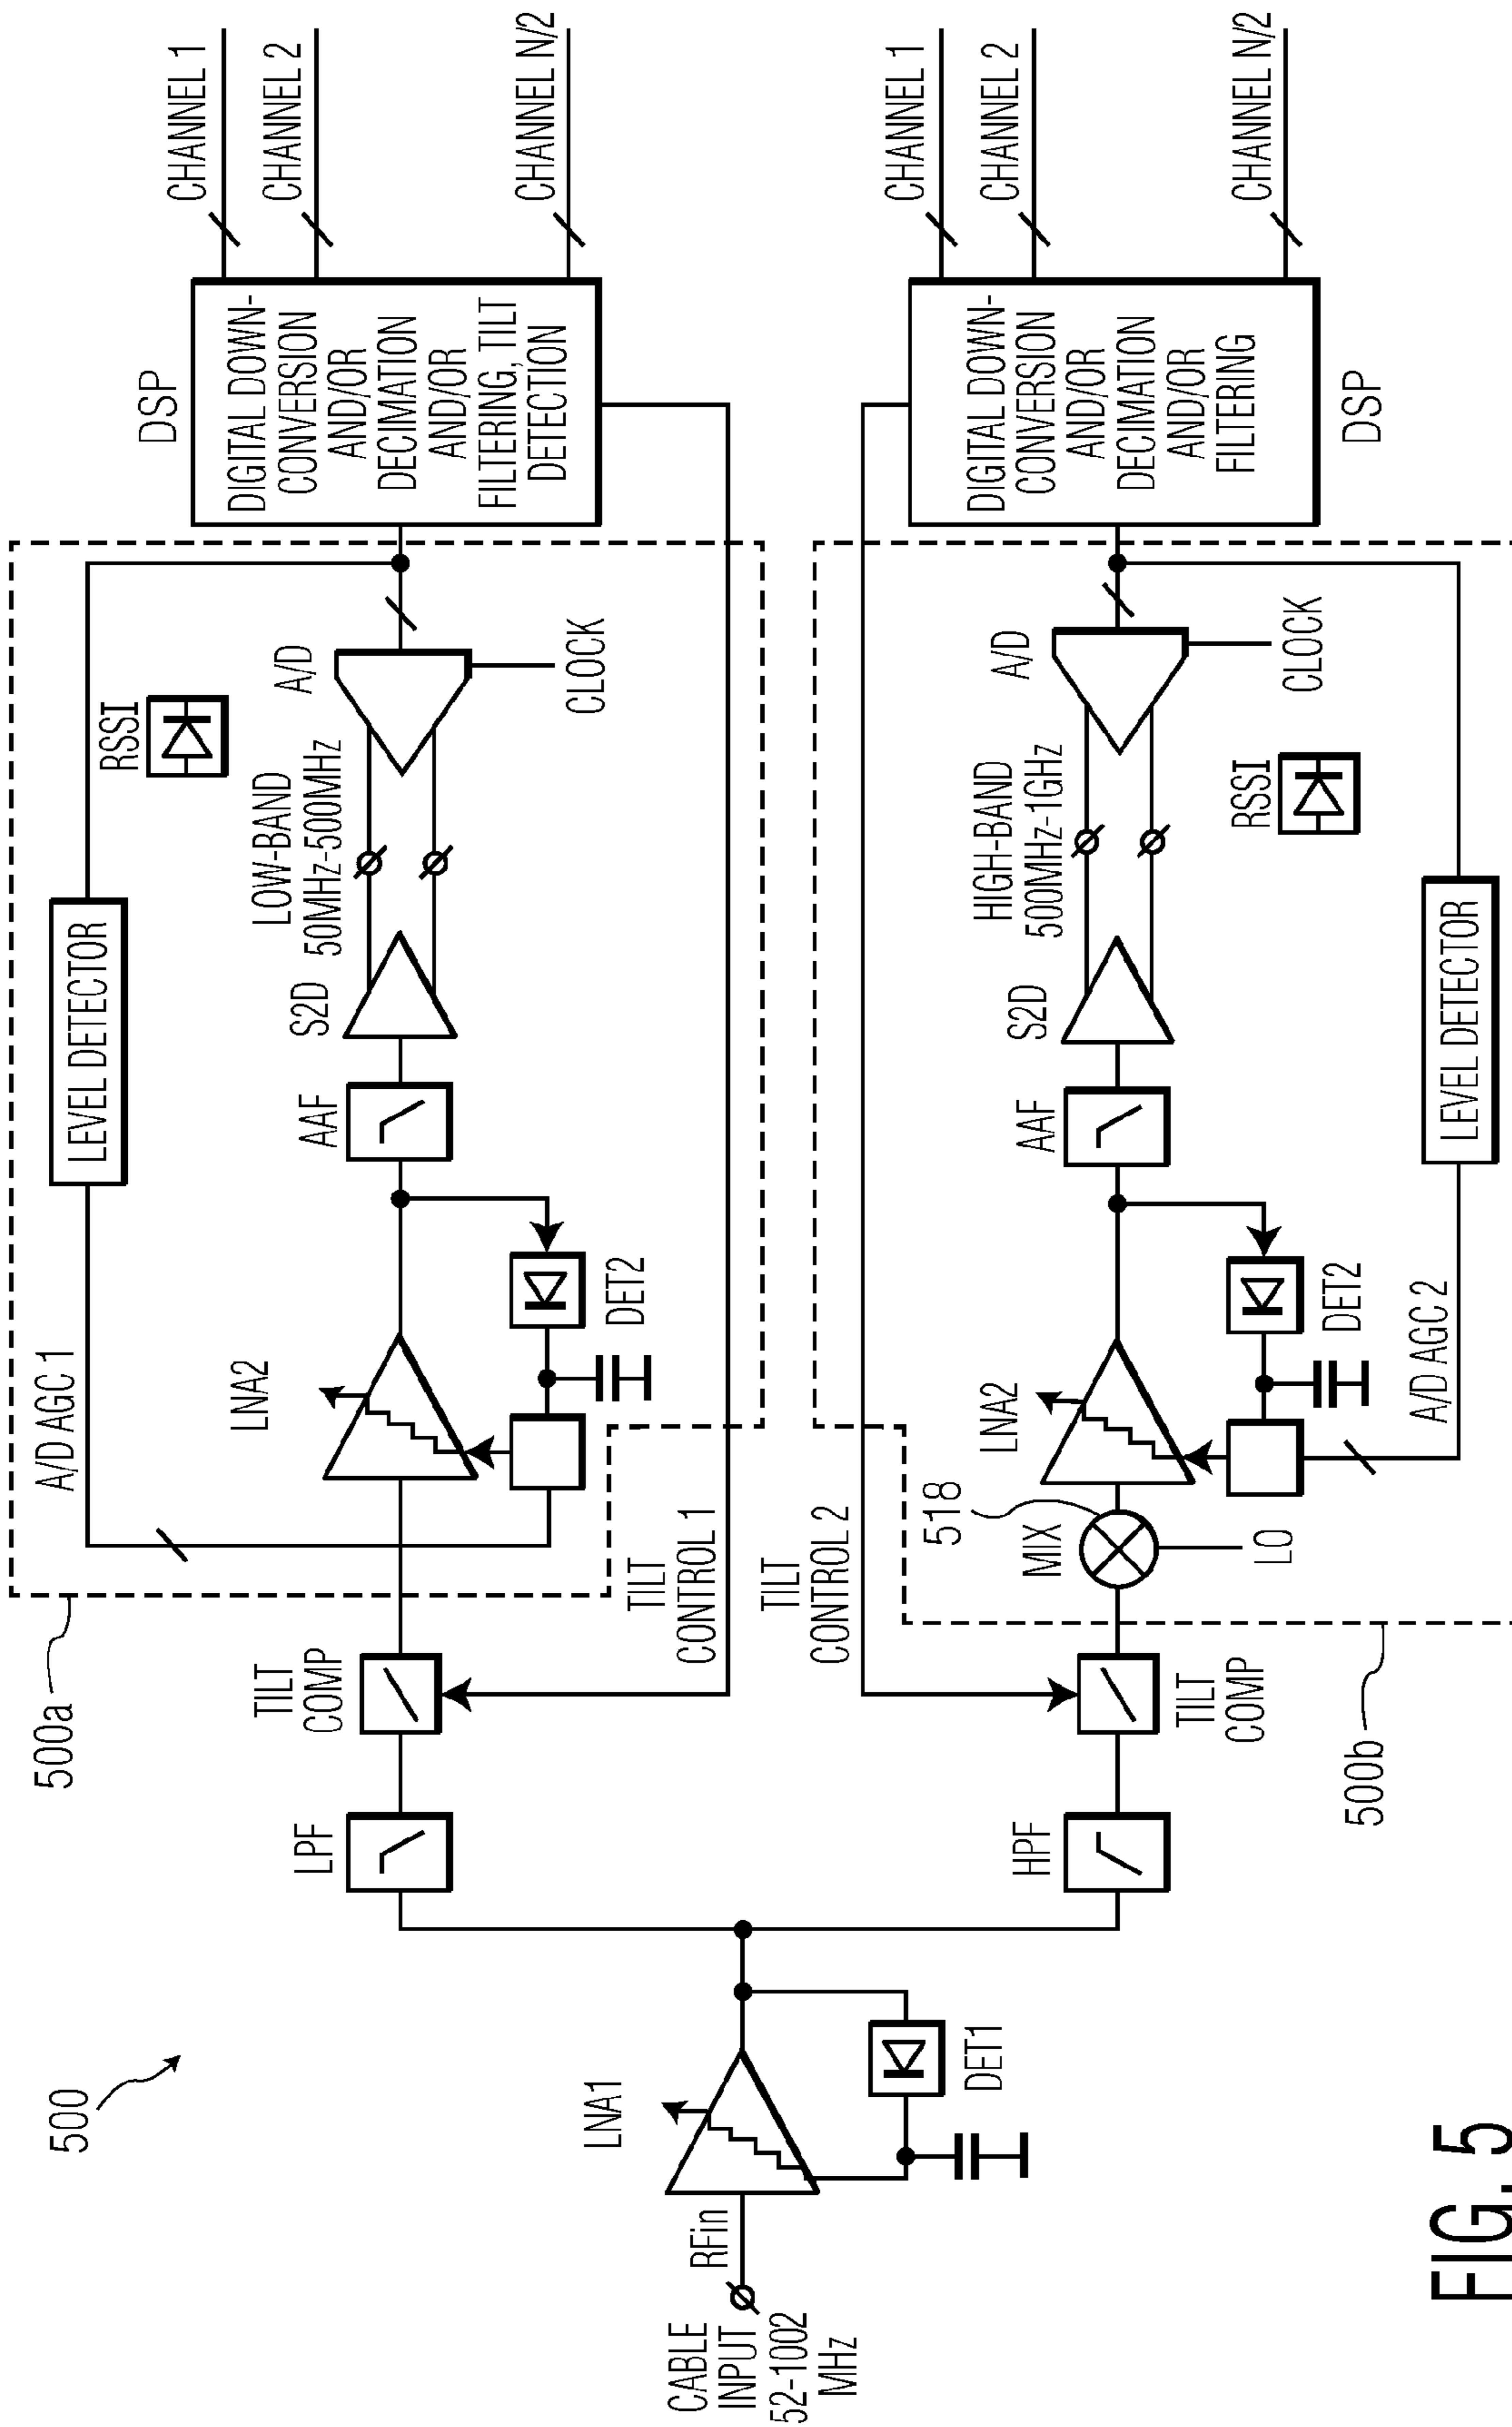 500
CABLE
INPUT
52-1002
MHz
RFin
LNA1
DET1
LPF
TILT
COMP
500a
A/D AGC 1
LNA2
DET2
AAF
S2D
LEVEL DETECTOR
LOW-BAND
50MHz-500MHz
RSSI
A/D
CLOCK
DSP
DIGITAL DOWN-
CONVERSION
AND/OR
DECIMATION
AND/OR
FILTERING, TILT
DETECTION
CHANNEL 1
CHANNEL 2
CHANNEL N/2
TILT
CONTROL 1
TILT
CONTROL 2
HPF
TILT
COMP
500b
518
MIX
LO
LNA2
DET2
A/D AGC 2
AAF
S2D
LEVEL DETECTOR
HIGH-BAND
500MHz-1GHz
RSSI
A/D
CLOCK
DIGITAL DOWN-
CONVERSION
AND/OR
DECIMATION
AND/OR
FILTERING
DSP
CHANNEL 1
CHANNEL 2
CHANNEL N/2
FIG. 5